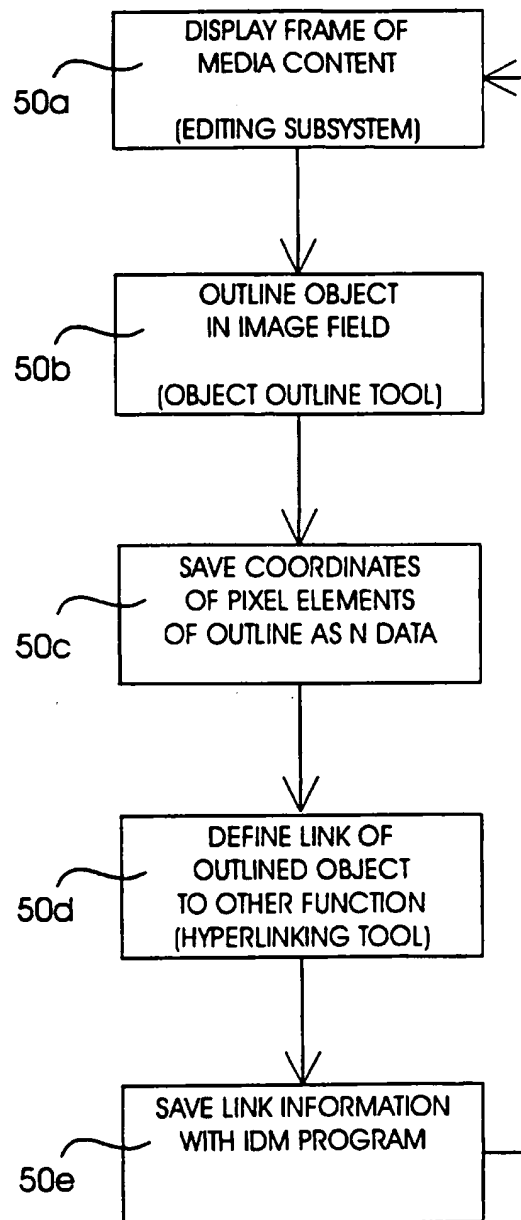 DISPLAY FRAME OF
MEDIA CONTENT
50a
(EDITING SUBSYSTEM)
OUTLINE OBJECT
IN IMAGE FIELD
50b
(OBJECT OUTLINE TOOL)
SAVE COORDINATES
OF PIXEL ELEMENTS
OF OUTLINE AS N DATA
50c
DEFINE LINK OF
OUTLINED OBJECT
TO OTHER FUNCTION
50d
(HYPERLINKING TOOL)
SAVE LINK INFORMATION
WITH IDM PROGRAM
50e